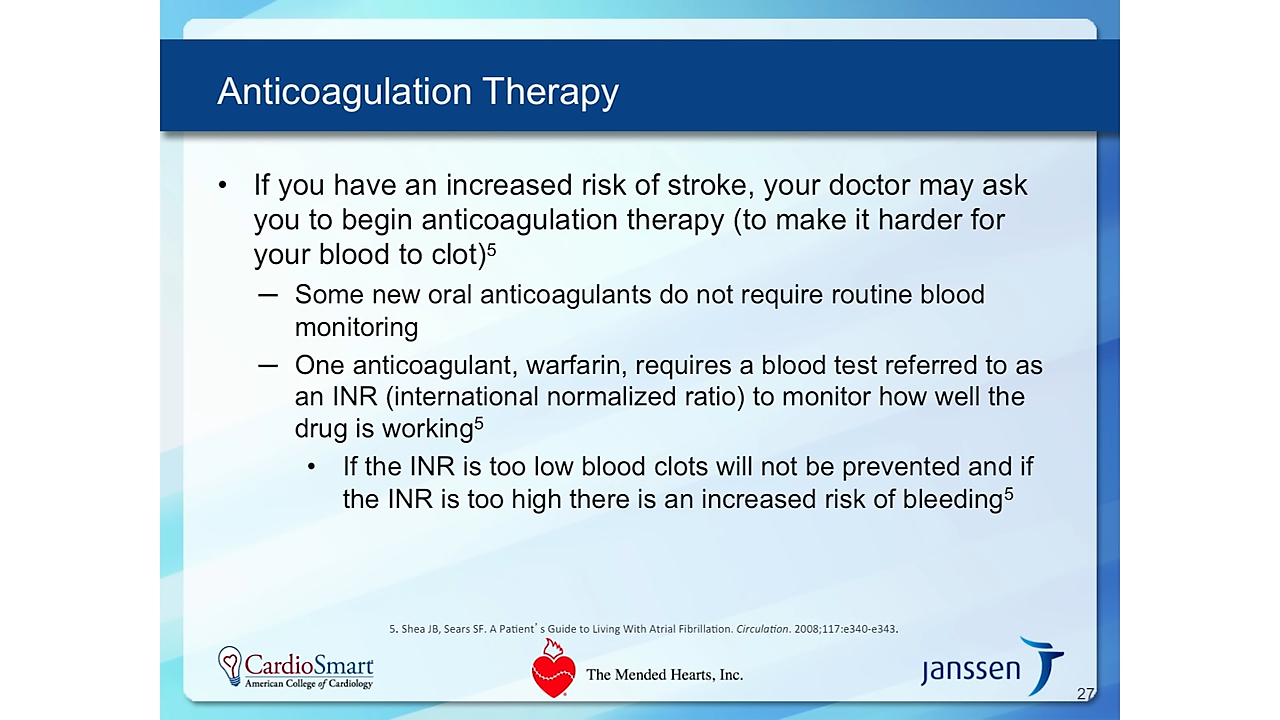 Anticoagulation Therapy
• If you have an increased risk of stroke, your doctor may ask
you to begin anticoagulation therapy (to make it harder for
your blood to clot)5
— Some new oral anticoagulants do not require routine blood
monitoring
— One anticoagulant, warfarin, requires a blood test referred to as
an INR (international normalized ratio) to monitor how well the
drug is working5
• If the INR is too low blood clots will not be prevented and if
the INR is too high there is an increased risk of bleeding5
5. Shea JB, Sears SF. A Patient's Guide to Living With Atrial Fibrillation. Circulation. 2008;117:e340-e343.
CardioSmart
American College of Cardiology
The Mended Hearts, Inc.
janssen
27